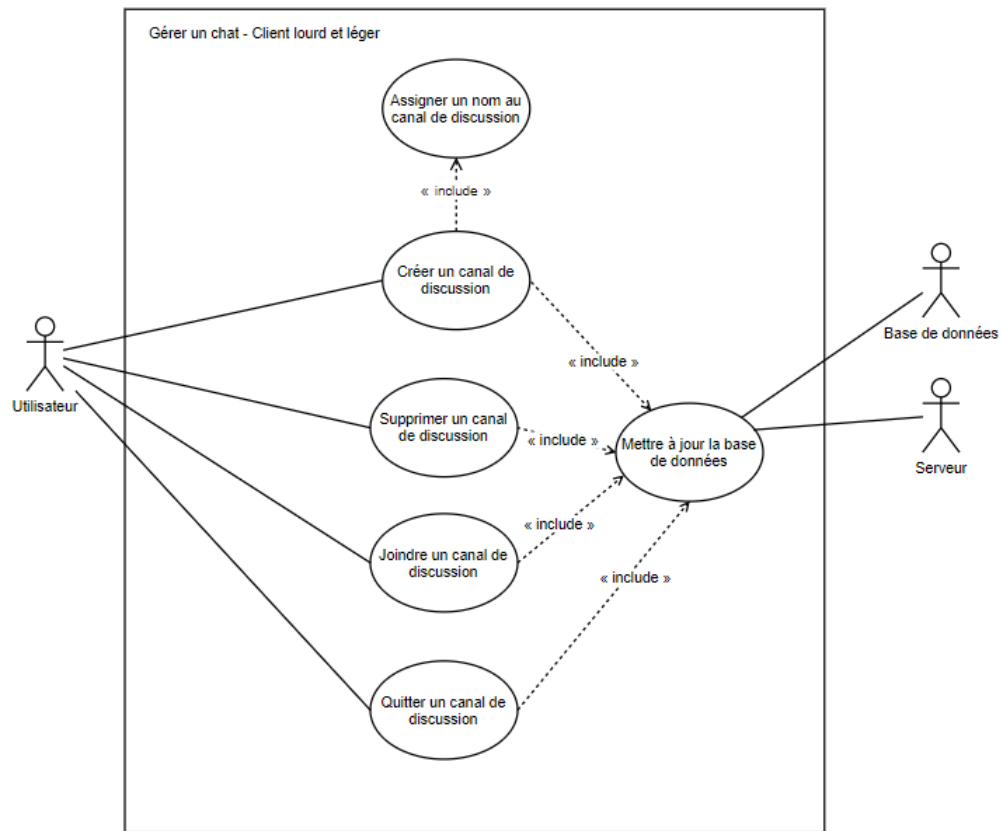 Gérer un chat - Client lourd et léger
Assigner un nom au
canal de discussion
« include »
Créer un canal de
discussion
« include »
Base de données
Utilisateur
Supprimer un canal
de discussion
« include »
Mettre à jour la base
de données
Serveur
« include »
Joindre un canal de
discussion
« include »
Quitter un canal de
discussion